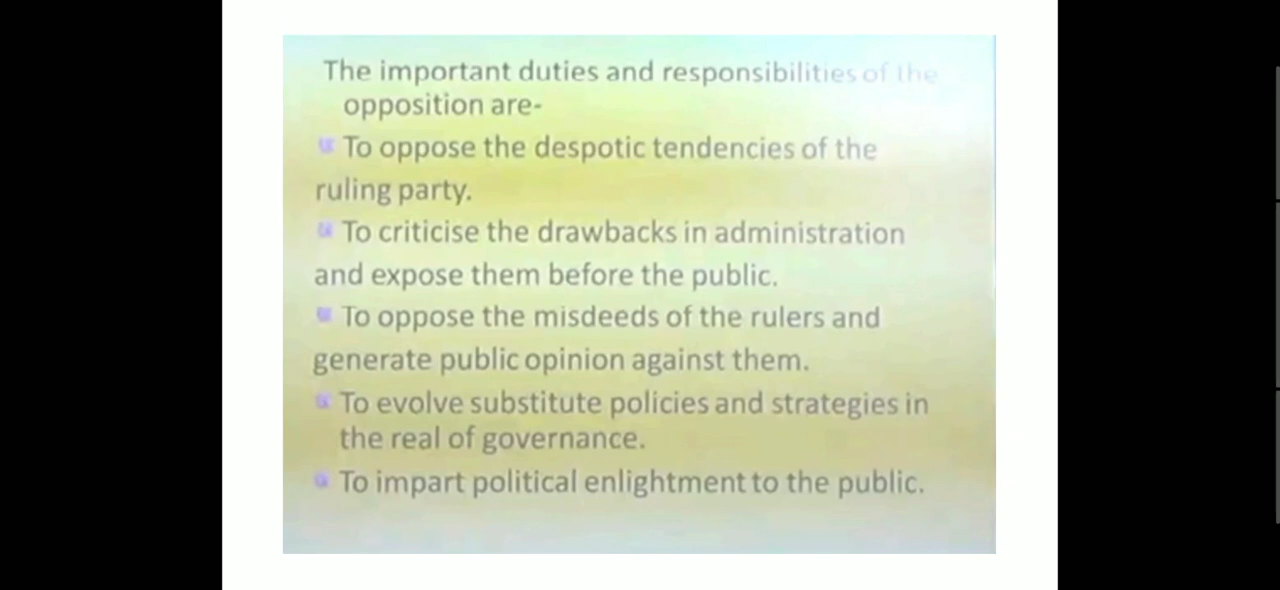 The important duties and responsibilities of the
opposition are-
To oppose the despotic tendencies of the
ruling party.
To criticise the drawbacks in administration
and expose them before the public.
To oppose the misdeeds of the rulers and
generate public opinion against them.
To evolve substitute policies and strategies in
the real of governance.
To impart political enlightment to the public.